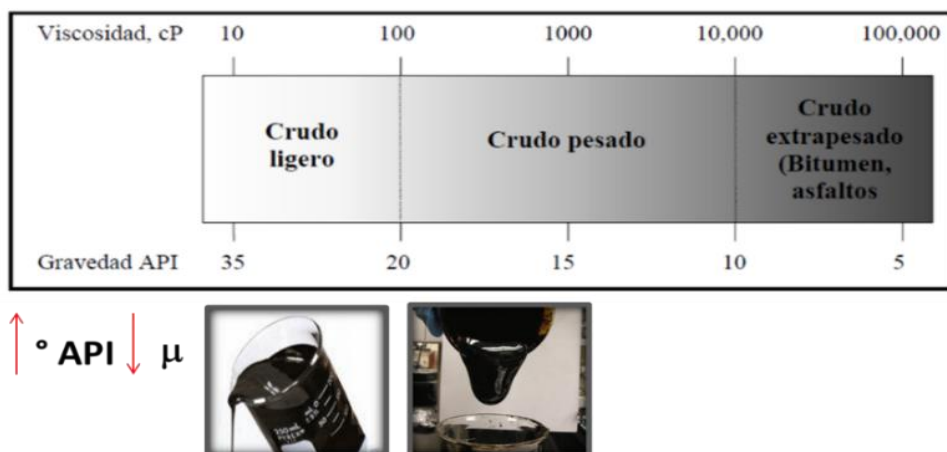 Viscosidad, cP 10 100 1000 10,000 100,000
Crudo
ligero
Crudo pesado
Crudo
extrapesado
(Bitumen,
asfaltos
Gravedad API 35 20 15 10 5
° API μ